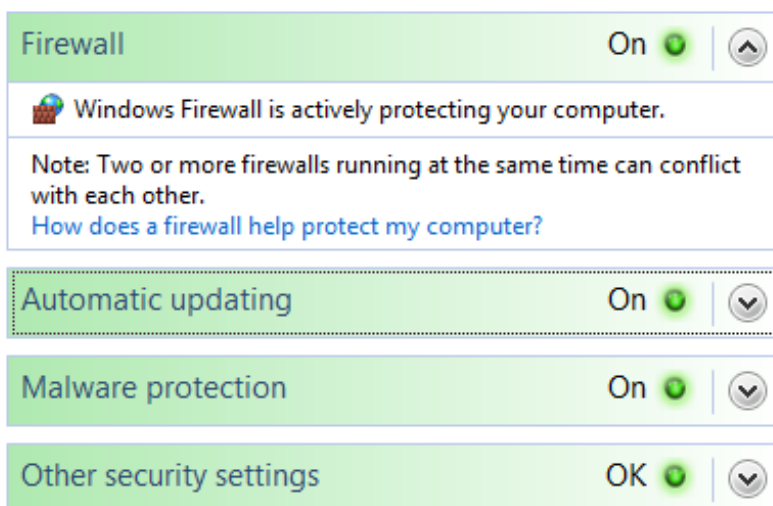 Firewall On
Windows Firewall is actively protecting your computer.
Note: Two or more firewalls running at the same time can conflict
with each other.
How does a firewall help protect my computer?
Automatic updating On
Malware protection On
Other security settings OK